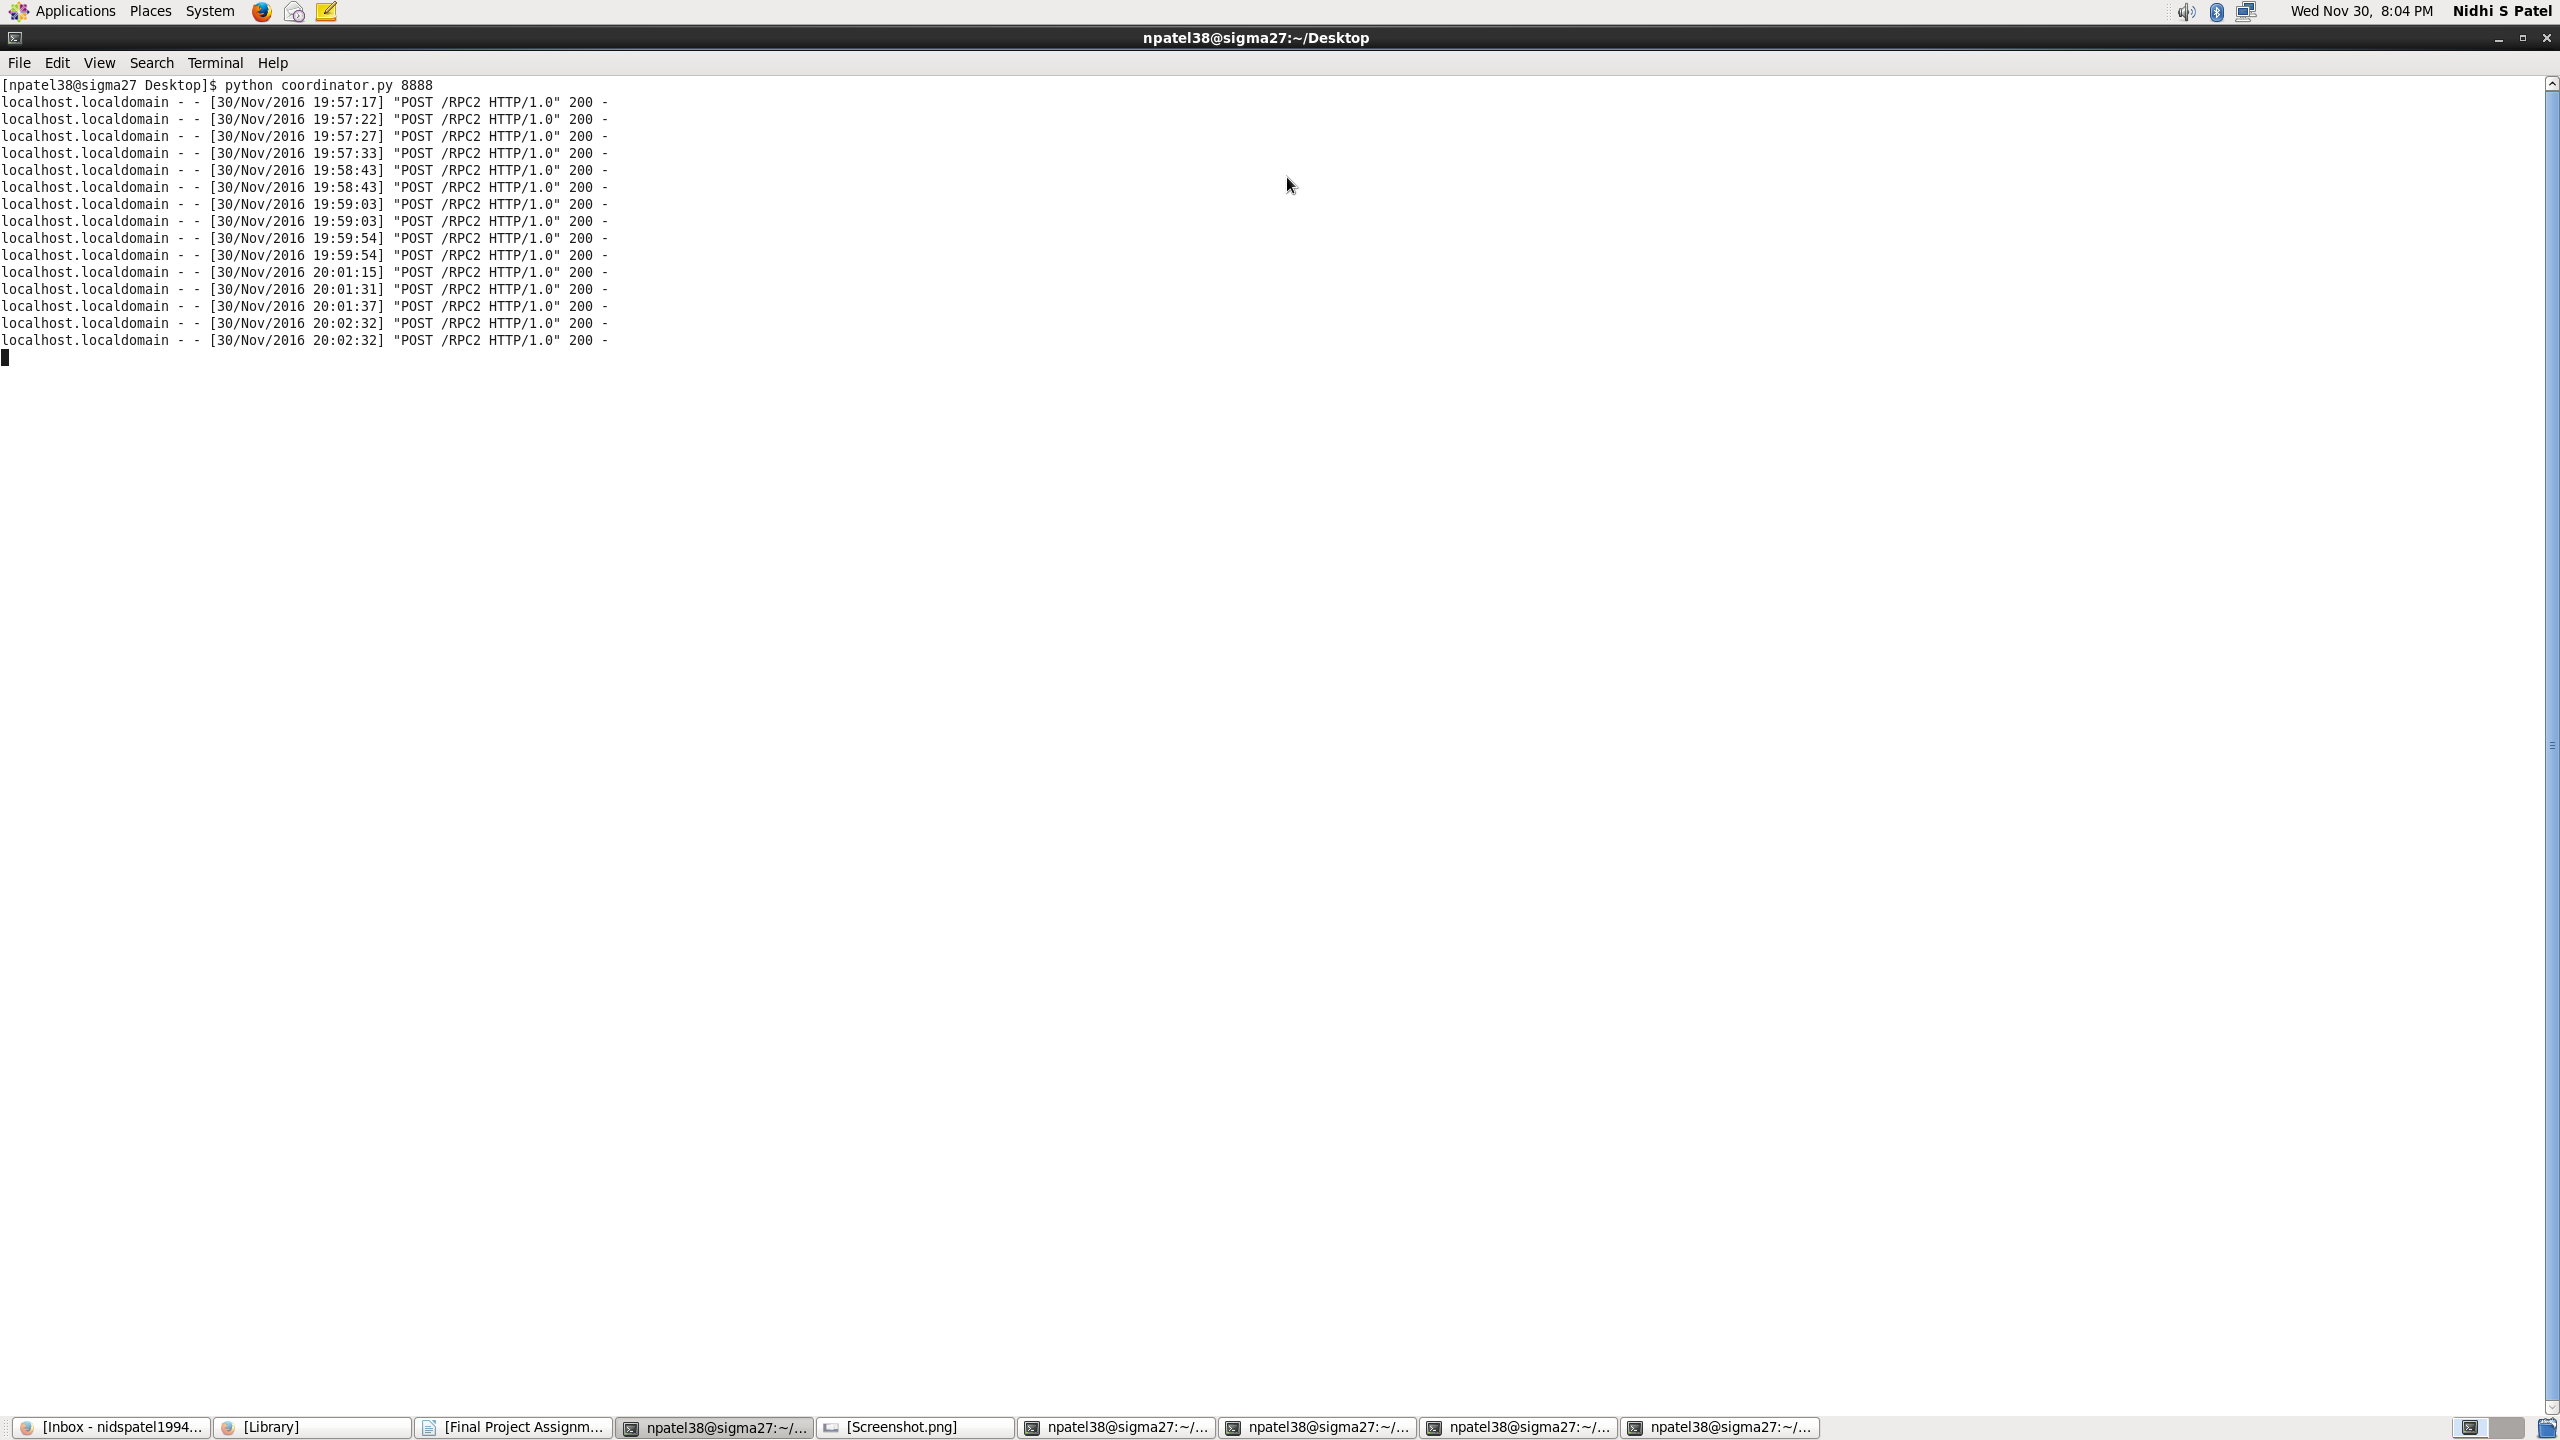 Applications Places System Wed Nov 30, 8:04 PM Nidhi S Patel
npatel38@sigma27:~/Desktop
File Edit View Search Terminal Help
[npatel38@sigma27 Desktop]$ python coordinator.py 8888
localhost.localdomain - - [30/Nov/2016 19:57:17] "POST /RPC2 HTTP/1.0" 200 -
localhost.localdomain - - [30/Nov/2016 19:57:22] "POST /RPC2 HTTP/1.0" 200 -
localhost.localdomain - - [30/Nov/2016 19:57:27] "POST /RPC2 HTTP/1.0" 200 -
localhost.localdomain - - [30/Nov/2016 19:57:33] "POST /RPC2 HTTP/1.0" 200 -
localhost.localdomain - - [30/Nov/2016 19:58:43] "POST /RPC2 HTTP/1.0" 200 -
localhost.localdomain - - [30/Nov/2016 19:58:43] "POST /RPC2 HTTP/1.0" 200 -
localhost.localdomain - - [30/Nov/2016 19:59:03] "POST /RPC2 HTTP/1.0" 200 -
localhost.localdomain - - [30/Nov/2016 19:59:03] "POST /RPC2 HTTP/1.0" 200 -
localhost.localdomain - - [30/Nov/2016 19:59:54] "POST /RPC2 HTTP/1.0" 200 -
localhost.localdomain - - [30/Nov/2016 19:59:54] "POST /RPC2 HTTP/1.0" 200 -
localhost.localdomain - - [30/Nov/2016 20:01:15] "POST /RPC2 HTTP/1.0" 200 -
localhost.localdomain - - [30/Nov/2016 20:01:31] "POST /RPC2 HTTP/1.0" 200 -
localhost.localdomain - - [30/Nov/2016 20:01:37] "POST /RPC2 HTTP/1.0" 200 -
localhost.localdomain - - [30/Nov/2016 20:02:32] "POST /RPC2 HTTP/1.0" 200 -
localhost.localdomain - - [30/Nov/2016 20:02:32] "POST /RPC2 HTTP/1.0" 200 -
[Inbox - nidspatel1994... [Library] [Final Project Assignm... npatel38@sigma27:~/... [Screenshot.png] npatel38@sigma27:~/... npatel38@sigma27:~/... npatel38@sigma27:~/... npatel38@sigma27:~/...